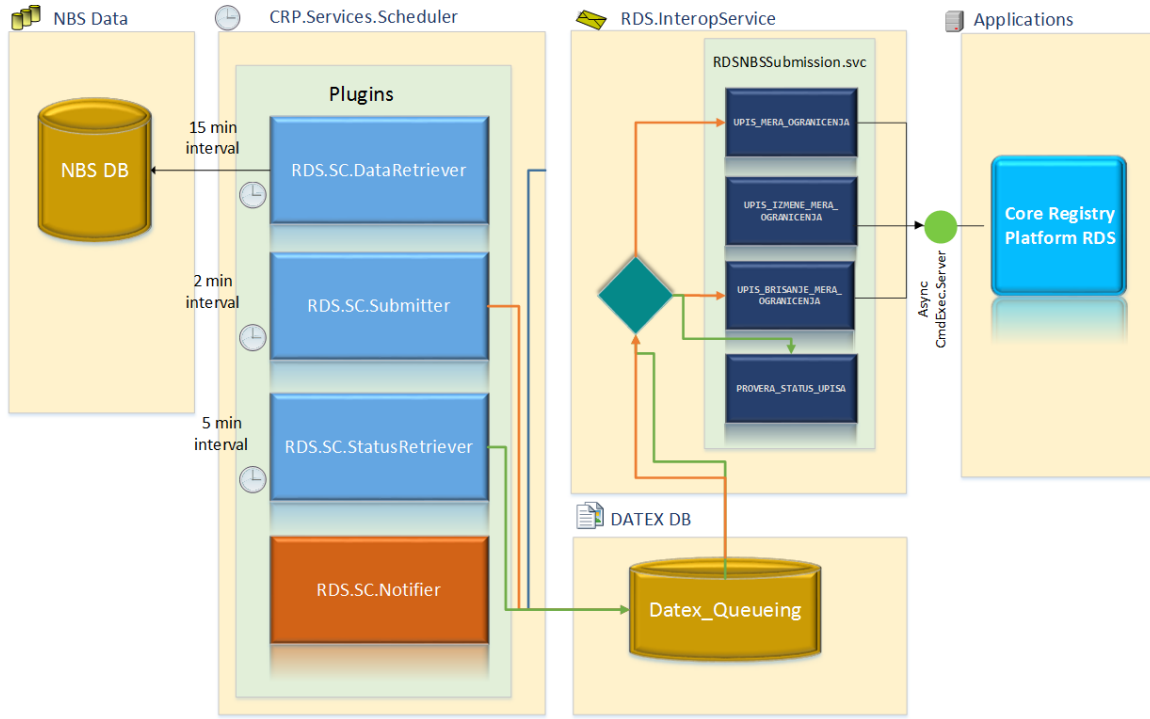 NBS Data
CRP.Services.Scheduler
RDS.InteropService
Applications
RDSNBSSubmission.svc
Plugins
15 min
interval
NBS DB
RDS.SC.DataRetriever
UPIS_MERA_OGRANICENJA
UPIS_IZMENE_MERA_
OGRANICENJA
Core Registry
Platform RDS
2 min
interval
RDS.SC.Submitter
UPIS_BRISANJE_MERA_
OGRANICENJA
Async
CmdExec.Server
PROVERA_STATUS_UPISA
5 min
interval
RDS.SC.StatusRetriever
DATEX DB
RDS.SC.Notifier
Datex_Queueing